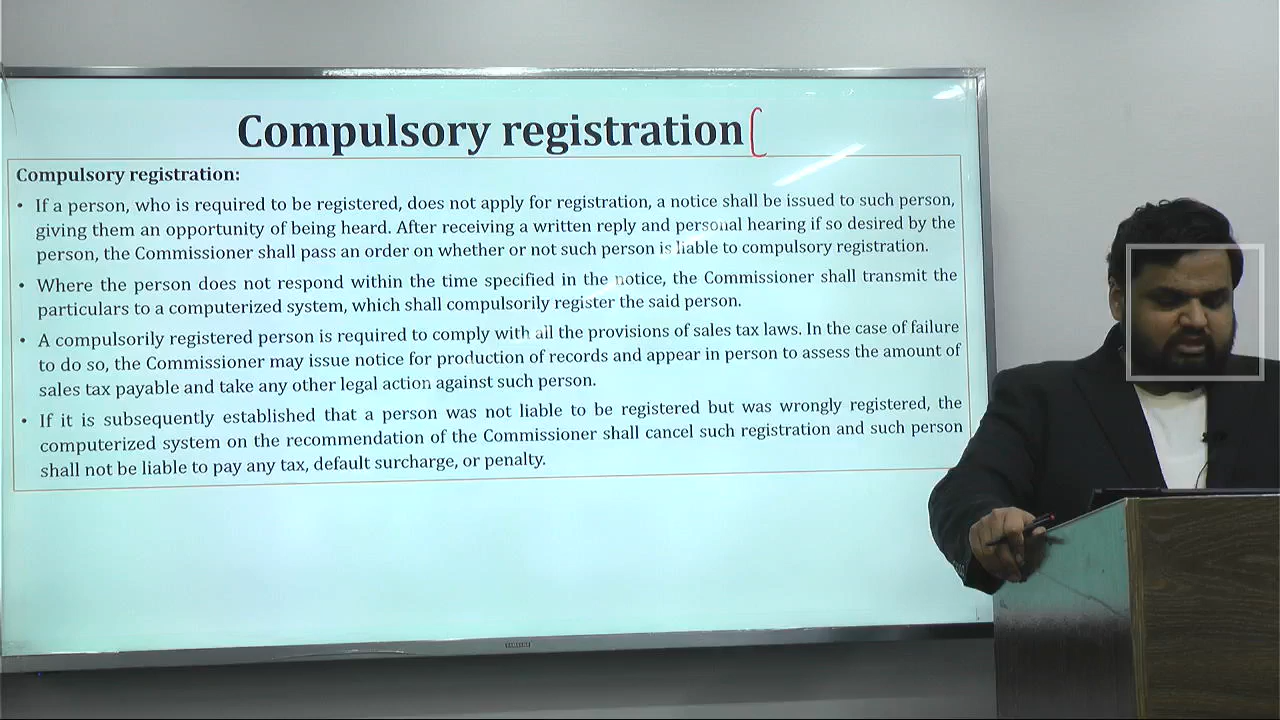 Compulsory registration
Compulsory registration:
• If a person, who is required to be registered, does not apply for registration, a notice shall be issued to such person,
giving them an opportunity of being heard. After receiving a written reply and personal hearing if so desired by the
person, the Commissioner shall pass an order on whether or not such person is liable to compulsory registration.
• Where the person does not respond within the time specified in the notice, the Commissioner shall transmit the
particulars to a computerized system, which shall compulsorily register the said person.
• A compulsorily registered person is required to comply with all the provisions of sales tax laws. In the case of failure
to do so, the Commissioner may issue notice for production of records and appear in person to assess the amount of
sales tax payable and take any other legal action against such person.
• If it is subsequently established that a person was not liable to be registered but was wrongly registered, the
computerized system on the recommendation of the Commissioner shall cancel such registration and such person
shall not be liable to pay any tax, default surcharge, or penalty.
SAMSUNG